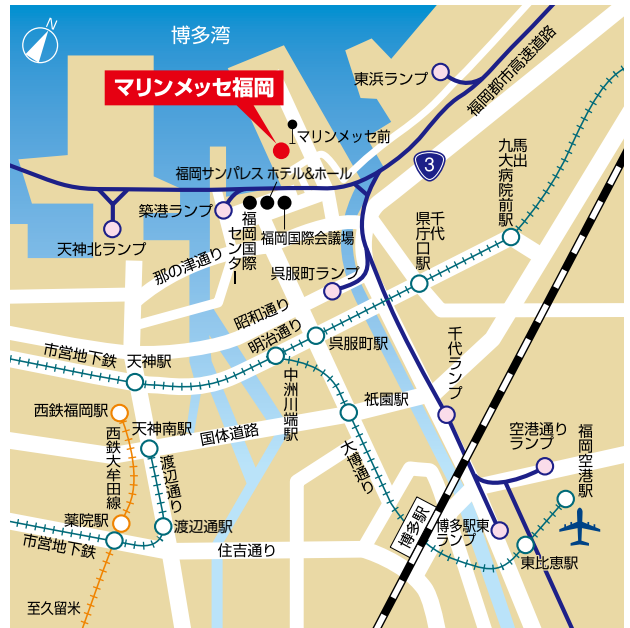 N
博多湾
マリンメッセ福岡
東浜ランプ
福岡都市高速道路
マリンメッセ前
3
馬出
九大病院前駅
福岡サンパレス ホテル&ホール
築港ランプ
福岡国際
センター
福岡国際会議場
千代
県庁口駅
天神北ランプ
那の津通り
呉服町ランプ
昭和通り
明治通り
呉服町駅
千代ランプ
市営地下鉄
天神駅
中洲川端駅
西鉄福岡駅
祇園駅
天神南駅
国体道路
大博通り
空港通り
ランプ
福岡空港駅
西鉄大牟田線
渡辺通り
薬院駅
渡辺通駅
博多駅
博多駅東
ランプ
市営地下鉄
住吉通り
東比恵駅
至久留米